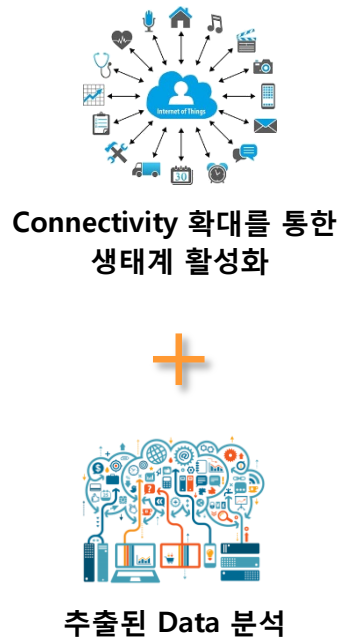 Internet of Things
30
Connectivity 확대를 통한
생태계 활성화
+
추출된 Data 분석